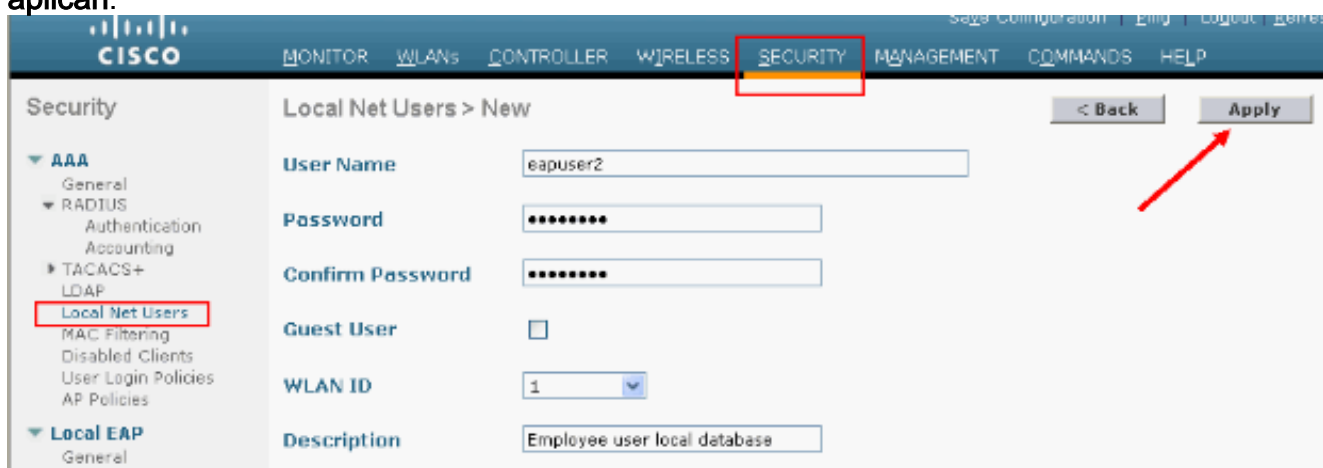 aplican.
Save Configuration | Ping | Logout | Refres
CISCO
MONITOR WLANs CONTROLLER WIRELESS SECURITY MANAGEMENT COMMANDS HELP
Security
Local Net Users > New
< Back
Apply
AAA
General
RADIUS
Authentication
Accounting
TACACS+
LDAP
Local Net Users
MAC Filtering
Disabled Clients
User Login Policies
AP Policies
Local EAP
General
User Name
eapuser2
Password
••••••••
Confirm Password
••••••••
Guest User
WLAN ID
1
Description
Employee user local database